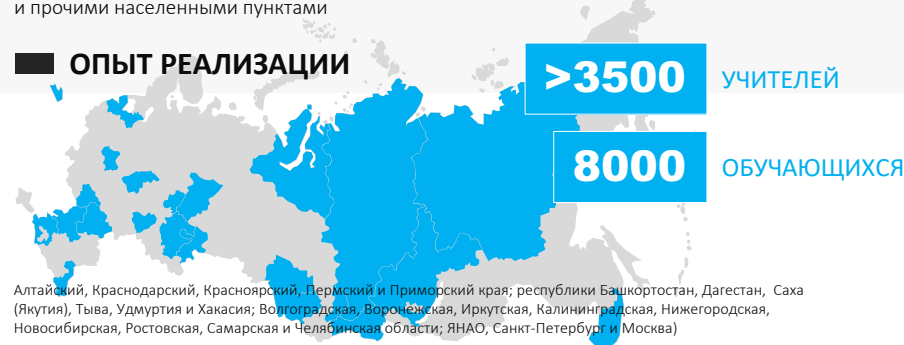 и прочими населенными пунктами
ОПЫТ РЕАЛИЗАЦИИ
>3500
УЧИТЕЛЕЙ
8000
ОБУЧАЮЩИХСЯ
Алтайский, Краснодарский, Красноярский, Пермский и Приморский края; республики Башкортостан, Дагестан, Саха
(Якутия), Тыва, Удмуртия и Хакасия; Волгоградская, Воронежская, Иркутская, Калининградская, Нижегородская,
Новосибирская, Ростовская, Самарская и Челябинская области; ЯНАО, Санкт-Петербург и Москва)